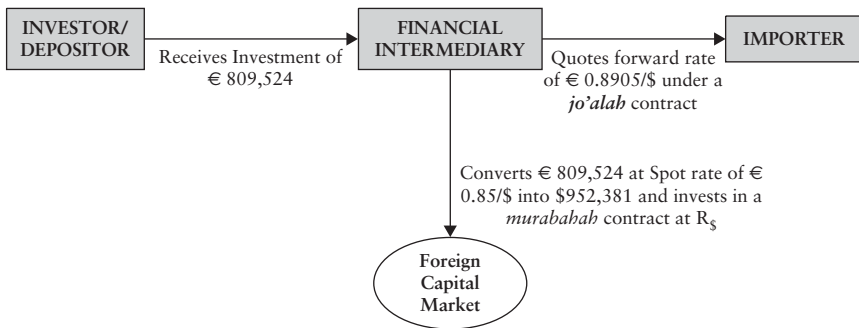 INVESTOR/
DEPOSITOR
Receives Investment of
€ 809,524
FINANCIAL
INTERMEDIARY
Quotes forward rate
of € 0.8905/$ under a
jo’alah contract
IMPORTER
Converts € 809,524 at Spot rate of €
0.85/$ into $952,381 and invests in a
murabahah contract at R$
Foreign
Capital
Market